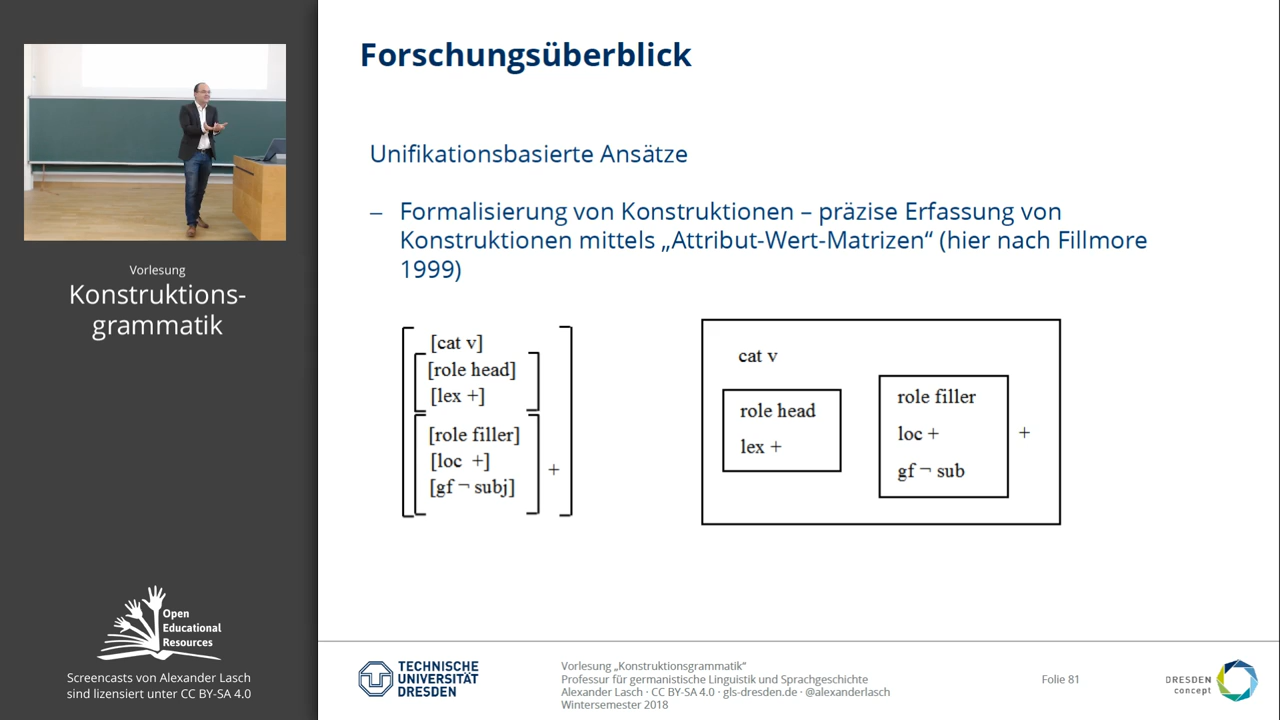 Vorlesung
Konstruktions-
grammatik
Open
Educational
Resources
Screencasts von Alexander Lasch
sind lizensiert unter CC BY-SA 4.0
Forschungsüberblick
Unifikationsbasierte Ansätze
– Formalisierung von Konstruktionen – präzise Erfassung von
Konstruktionen mittels „Attribut-Wert-Matrizen“ (hier nach Fillmore
1999)
[cat v]
[role head]
[lex +]
[role filler]
[loc +]
[gf ¬ subj]
+
cat v
role head
lex +
role filler
loc +
gf ¬ sub
+
TECHNISCHE
UNIVERSITÄT
DRESDEN
Vorlesung „Konstruktionsgrammatik“
Professur für germanistische Linguistik und Sprachgeschichte
Alexander Lasch · CC BY-SA 4.0 · gls-dresden.de · @alexanderlasch
Wintersemester 2018
Folie 81
DRESDEN
concept